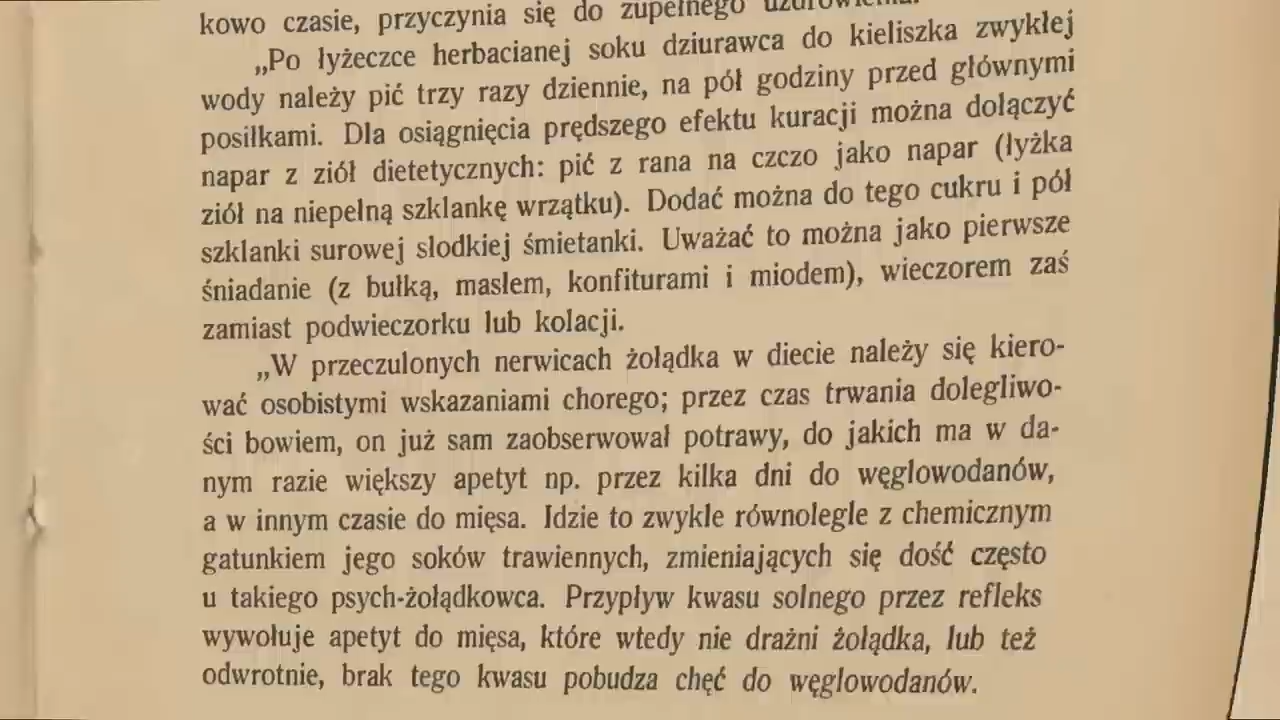 kowo czasie, przyczynia się do zupełnego uzdrowienia.
„Po łyżeczce herbacianej soku dziurawca do kieliszka zwykłej
wody należy pić trzy razy dziennie, na pół godziny przed głównymi
posiłkami. Dla osiągnięcia prędszego efektu kuracji można dołączyć
napar z ziół dietetycznych: pić z rana na czczo jako napar (łyżka
ziół na niepełną szklankę wrzątku). Dodać można do tego cukru i pół
szklanki surowej slodkiej śmietanki. Uważać to można jako pierwsze
śniadanie (z bułką, masłem, konfiturami i miodem), wieczorem zaś
zamiast podwieczorku lub kolacji.
„W przeczulonych nerwicach żołądka w diecie należy się kiero-
wać osobistymi wskazaniami chorego; przez czas trwania dolegliwo-
ści bowiem, on już sam zaobserwował potrawy, do jakich ma w da-
nym razie większy apetyt np. przez kilka dni do węglowodanów,
a w innym czasie do mięsa. Idzie to zwykle równolegle z chemicznym
gatunkiem jego soków trawiennych, zmieniających się dość często
u takiego psych-żołądkowca. Przypływ kwasu solnego przez refleks
wywołuje apetyt do mięsa, które wtedy nie drażni żołądka, lub też
odwrotnie, brak tego kwasu pobudza chęć do węglowodanów.